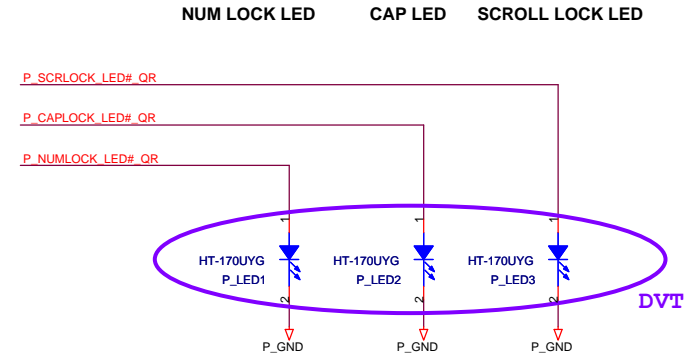 NUM LOCK LED CAP LED SCROLL LOCK LED
P_SCRLOCK_LED#_QR
P_CAPLOCK_LED#_QR
P_NUMLOCK_LED#_QR
1 1 1
HT-170UYG HT-170UYG HT-170UYG
P_LED1 P_LED2 P_LED3
2 2 2
DVT
P_GND P_GND P_GND